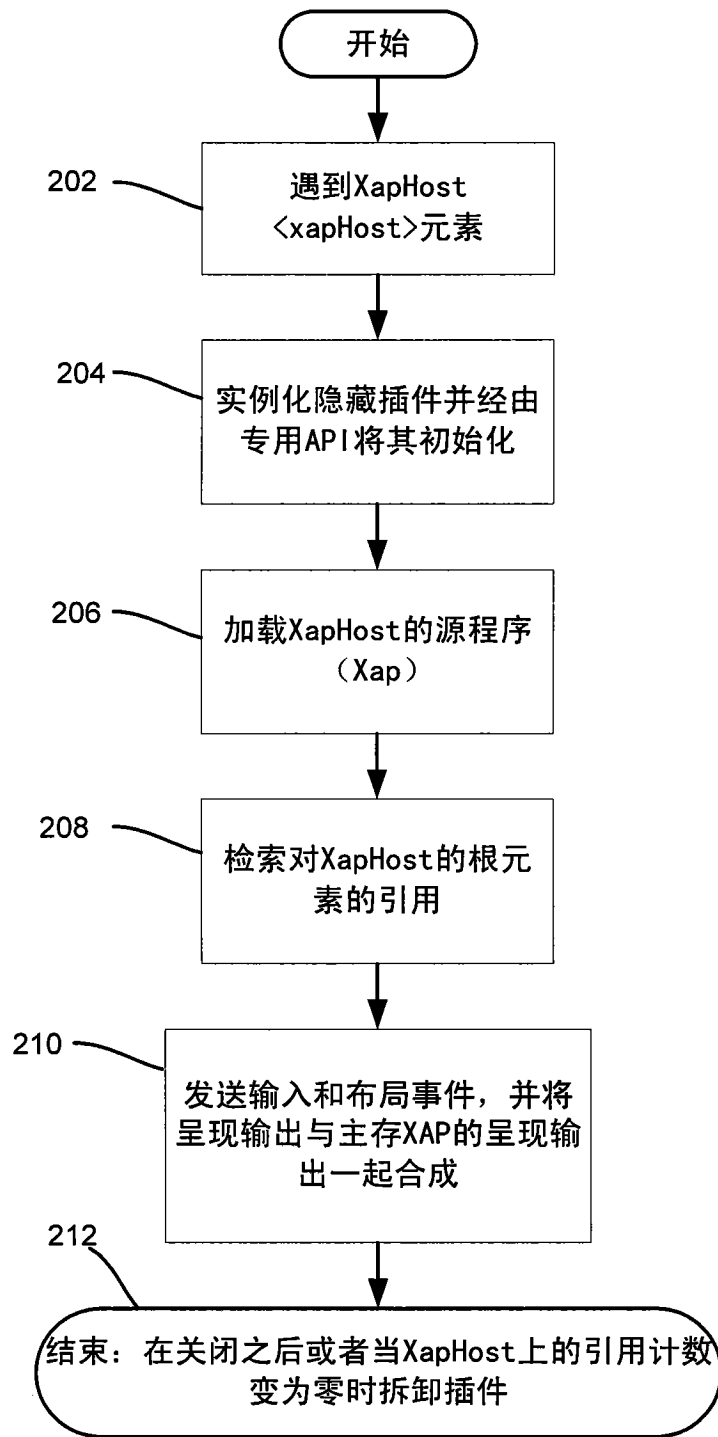 开始
202
遇到XapHost
<xapHost>元素
204
实例化隐藏插件并经由
专用API将其初始化
206
加载XapHost的源程序
（Xap）
208
检索对XapHost的根元
素的引用
210
发送输入和布局事件，并将
呈现输出与主存XAP的呈现输
出一起合成
212
结束：在关闭之后或者当XapHost上的引用计数
变为零时拆卸插件